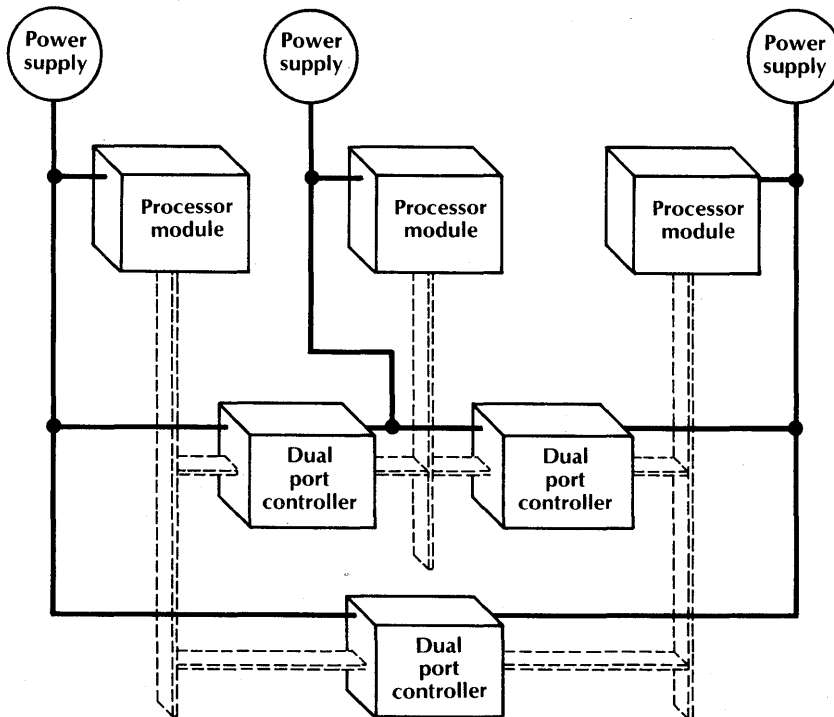 Power
supply
Power
supply
Power
supply
Processor
module
Processor
module
Processor
module
Dual
port
controller
Dual
port
controller
Dual
port
controller